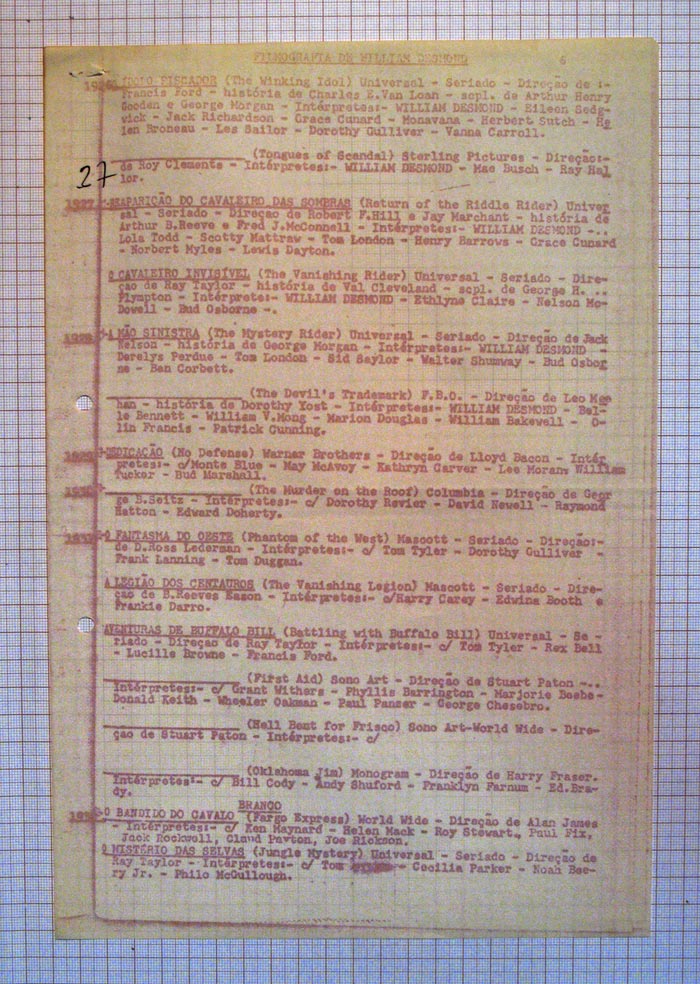 FILMOGRAFIA DE WILLIAM DESMOND 6
1926- ÍDOLO PISCADOR (The Winking Idol) Universal - Seriado - Direção de :-
Francis Ford - história de Charles E.Van Loan - scpl. de Arthur Henry
Gooden e George Morgan - Intérpretes: WILLIAM DESMOND - Eileen Sedg-
wick - Jack Richardson - Grace Cunard - Monavana - Herbert Sutch - He
len Broneau - Les Sailor - Dorothy Gulliver - Vanna Carroll.
27
(Tongues of Scandal) Sterling Pictures - Direção:-
de Roy Clements - Intérpretes:- WILLIAM DESMOND - Mae Busch - Ray Hal
lor.
1927 - REAPARIÇÃO DO CAVALEIRO DAS SOMBRAS (Return of the Riddle Rider) Univer
sal - Seriado - Direção de Robert F.Hill e Jay Marchant - história de
Arthur B.Reeve e Fred J.McConnell - Intérpretes:- WILLIAM DESMOND -..
Lola Todd - Scotty Mattraw - Tom London - Henry Barrows - Grace Cunard
- Norbert Myles - Lewis Dayton.
O CAVALEIRO INVISÍVEL (The Vanishing Rider) Universal - Seriado - Dire-
ção de Ray Taylor - história de Val Cleveland - scpl. de George H. ..
Plympton - Intérpretes:- WILLIAM DESMOND - Ethlyne Claire - Nelson Mc-
Dowell - Bud Osborne -.
1928 - A MÃO SINISTRA (The Mystery Rider) Universal - Seriado - Direção de Jack
Nelson - história de George Morgan - Intérpretes:- WILLIAM DESMOND -
Derelys Perdue - Tom London - Sid Saylor - Walter Shumway - Bud Osbor
ne - Ben Corbett.
(The Devil's Trademark) F.B.O. - Direção de Leo Mee
han - história de Dorothy Yost - Intérpretes:- WILLIAM DESMOND - Bel-
le Bennett - William V.Mong - Marion Douglas - William Bakewell - O-
lin Francis - Patrick Cunning.
1929 - DEDICAÇÃO (No Defense) Warner Brothers - Direção de Lloyd Bacon - Intér
pretes:- c/Monte Blue - May McAvoy - Kathryn Carver - Lee Moran, William
Tucker - Bud Marshall.
1930 - (The Murder on the Roof) Columbia - Direção de Geor
ge B.Seitz - Intérpretes:- c/ Dorothy Revier - David Newell - Raymond
Hatton - Edward Doherty.
1931 - O FANTASMA DO OESTE (Phantom of the West) Mascott - Seriado - Direção:-
de D.Ross Lederman - Intérpretes:- c/ Tom Tyler - Dorothy Gulliver -
Frank Lanning - Tom Duggan.
A LEGIÃO DOS CENTAUROS (The Vanishing Legion) Mascott - Seriado - Dire-
ção de B.Reeves Eason - Intérpretes:- c/Harry Carey - Edwina Booth e
Frankie Darro.
AVENTURAS DE BUFFALO BILL (Battling with Buffalo Bill) Universal - Se -
riado - Direção de Ray Taylor - Intérpretes:- c/ Tom Tyler - Rex Bell
- Lucille Browne - Francis Ford.
(First Aid) Sono Art - Direção de Stuart Paton -..
Intérpretes:- c/ Grant Withers - Phyllis Barrington - Marjorie Beebe-
Donald Keith - Wheeler Oakman - Paul Panzer - George Chesebro.
(Hell Bent for Frisco) Sono Art-World Wide - Dire-
ção de Stuart Paton - Intérpretes:- c/
(Oklahoma Jim) Monogram - Direção de Harry Fraser.
Intérpretes:- c/ Bill Cody - Andy Shuford - Franklyn Farnum - Ed.Bra-
dy.
BRANCO
O BANDIDO DO CAVALO (Fargo Express) World Wide - Direção de Alan James
- Intérpretes:- c/ Ken Maynard - Helen Mack - Roy Stewart., Paul Fix,
Jack Rockwell, Claud Payton, Joe Rickson.
O MISTÉRIO DAS SELVAS (Jungle Mystery) Universal - Seriado - Direção de
Ray Taylor - Intérpretes:- c/ Tom - Cecilia Parker - Noah Bee-
ry Jr. - Philo McCullough.